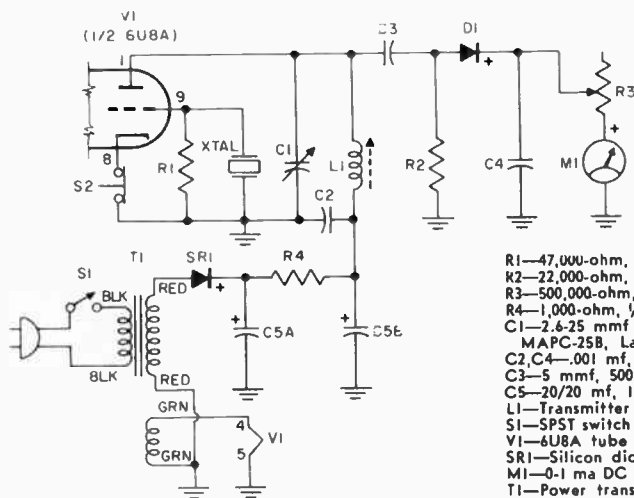 V1
(1/2 6U8A)
1
9
8
S2
R1
XTAL
C1
C2
L1
C3
D1
+
R2
C4
R3
+
M1
S1
BLK
BLK
T1
RED
RED
SR1
+
R4
+
C5A
+
C5B
GRN
GRN
4
5
V1
R1—47,000-ohm,
R2—22,000-ohm,
R3—500,000-ohm,
R4—1,000-ohm,
C1—2.6-25 mmf
MAPC-25B, La
C2,C4—.001 mf,
C3—5 mmf, 500
C5—20/20 mf, 1
L1—Transmitter
S1—SPST switch
V1—6U8A tube
SR1—Silicon dio
M1—0-1 ma DC
T1—Power trans